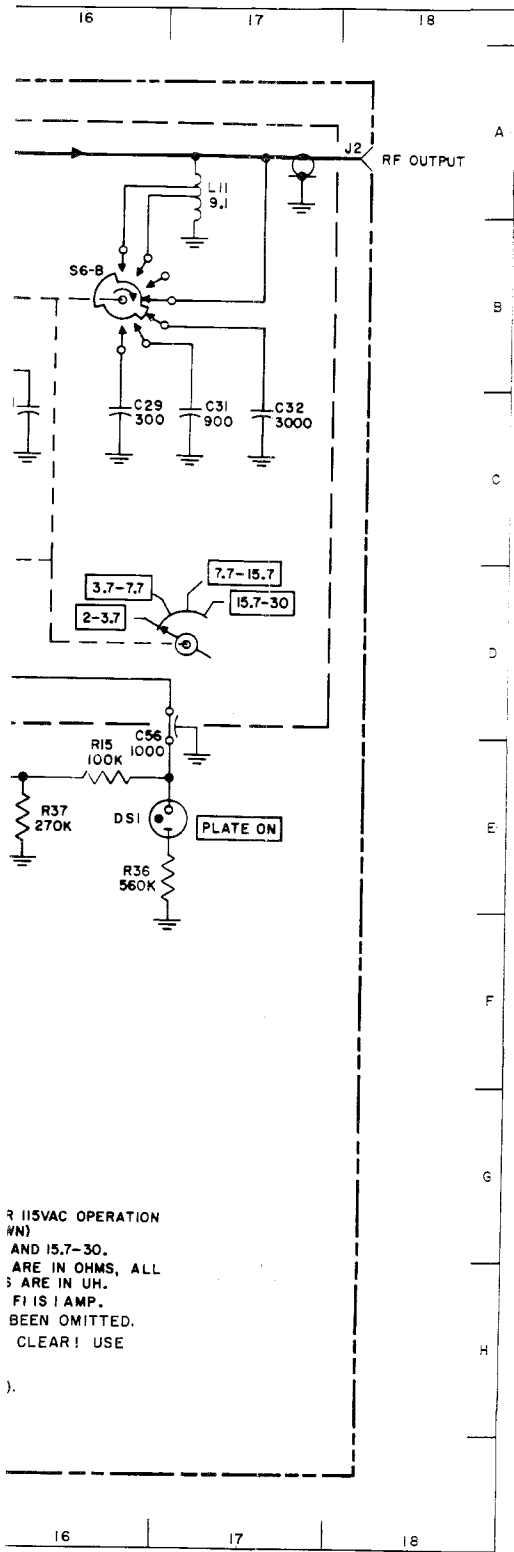 16 17 18
A
J2
RF OUTPUT
L11
9.1
S6-B
B
C29
300
C31
900
C32
3000
C
3.7-7.7
7.7-15.7
2-3.7
15.7-30
D
C56
1000
R15
100K
R37
270K
DS1
PLATE ON
E
R36
560K
F
G
R 115VAC OPERATION
WN)
AND 15.7-30.
ARE IN OHMS, ALL
S ARE IN UH.
F1 IS 1 AMP.
BEEN OMITTED.
CLEAR! USE
H
).
16 17 18